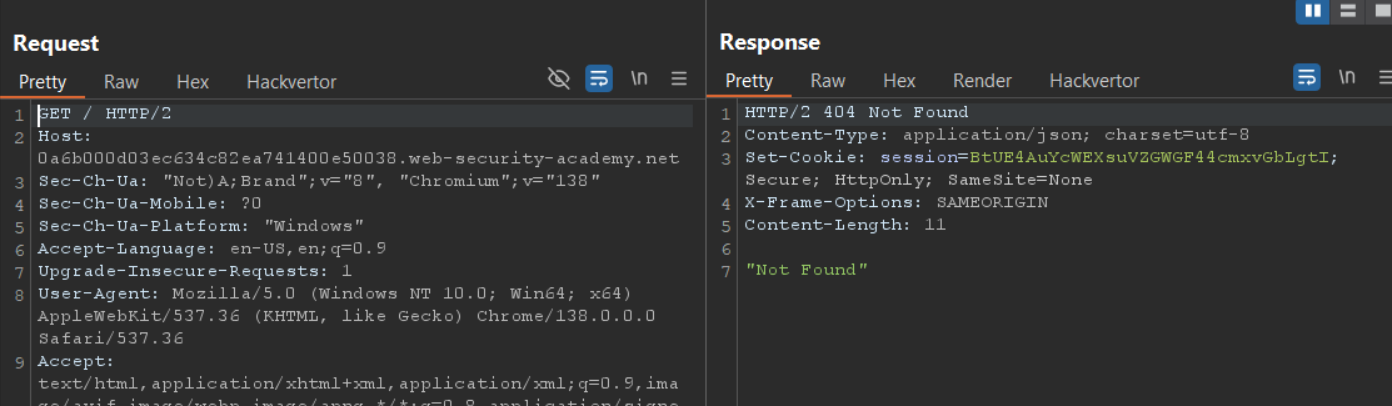 Request
Pretty Raw Hex Hackvertor \n
1 GET / HTTP/2
2 Host:
0a6b000d03ec634c82ea741400e50038.web-security-academy.net
3 Sec-Ch-Ua: "Not)A;Brand";v="8", "Chromium";v="138"
4 Sec-Ch-Ua-Mobile: ?0
5 Sec-Ch-Ua-Platform: "Windows"
6 Accept-Language: en-US,en;q=0.9
7 Upgrade-Insecure-Requests: 1
8 User-Agent: Mozilla/5.0 (Windows NT 10.0; Win64; x64)
AppleWebKit/537.36 (KHTML, like Gecko) Chrome/138.0.0.0
Safari/537.36
9 Accept:
text/html,application/xhtml+xml,application/xml;q=0.9,ima
Response
Pretty Raw Hex Render Hackvertor \n
1 HTTP/2 404 Not Found
2 Content-Type: application/json; charset=utf-8
3 Set-Cookie: session=BtUE4AuYcWEXsuVZGWGF44cmxvGbLgtI;
Secure; HttpOnly; SameSite=None
4 X-Frame-Options: SAMEORIGIN
5 Content-Length: 11
6
7 "Not Found"